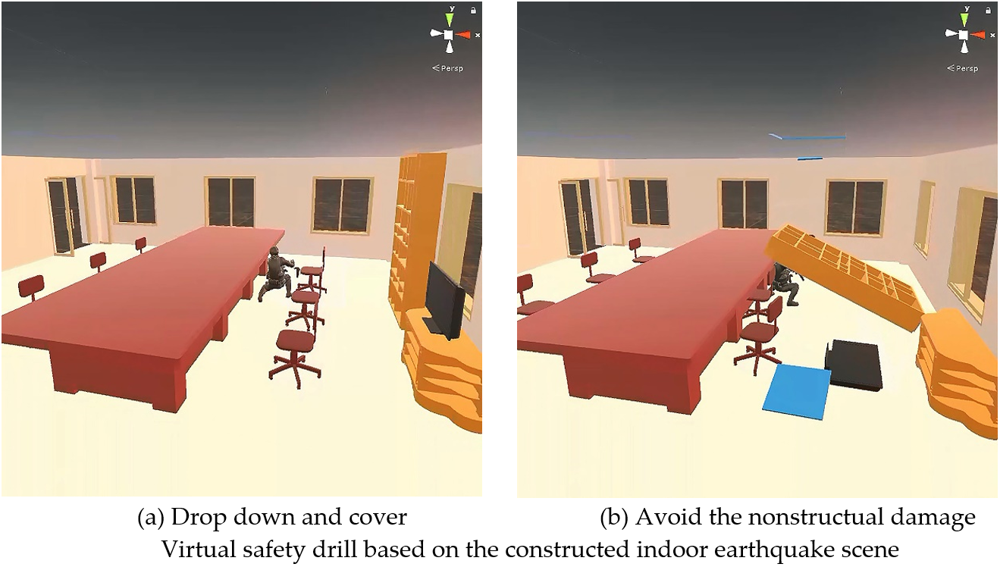 y
x
≺Persp
y
x
≺Persp
(a) Drop down and cover
(b) Avoid the nonstructual damage
Virtual safety drill based on the constructed indoor earthquake scene